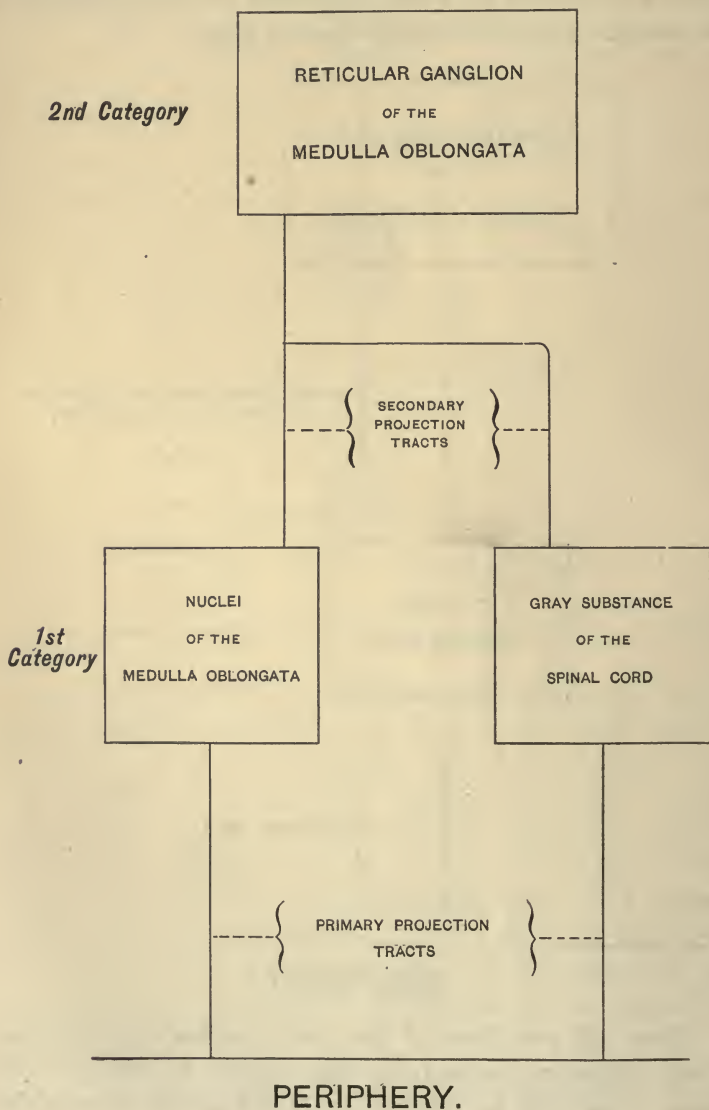 RETICULAR GANGLION
OF THE
MEDULLA OBLONGATA
2nd Category
SECONDARY
PROJECTION
TRACTS
NUCLEI
OF THE
MEDULLA OBLONGATA
GRAY SUBSTANCE
OF THE
SPINAL CORD
1st
Category
PRIMARY PROJECTION
TRACTS
PERIPHERY.